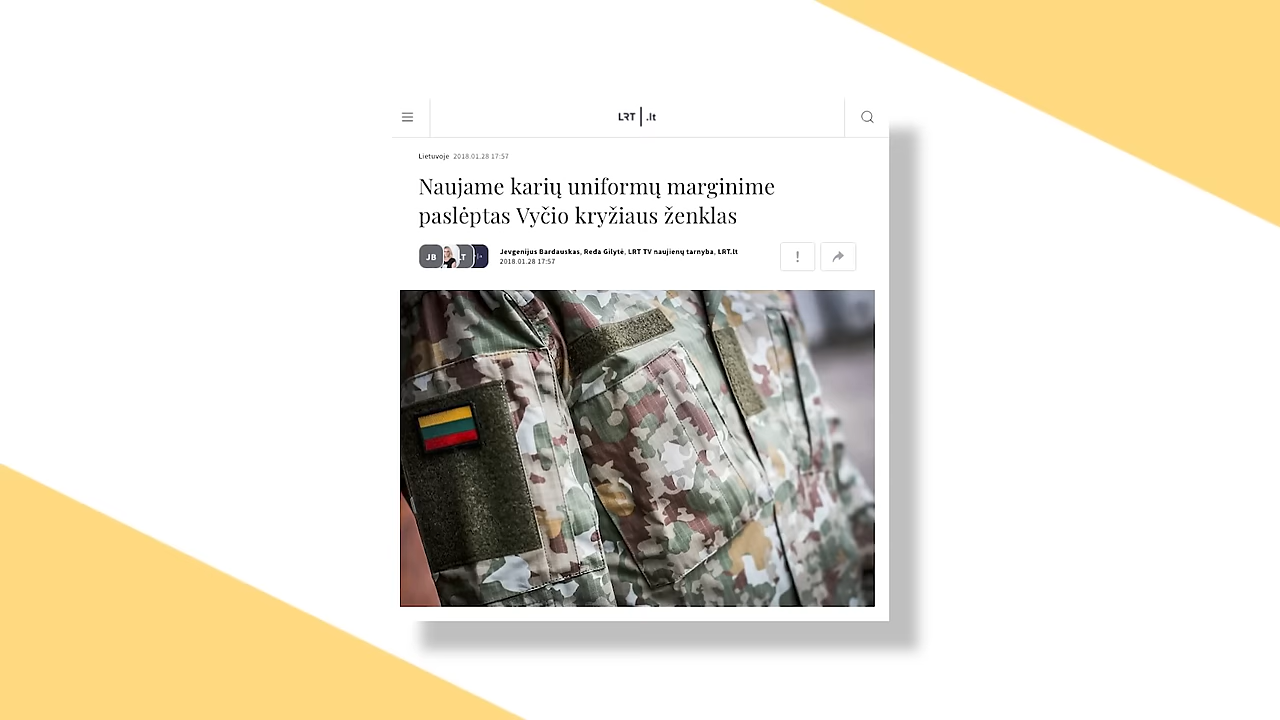 LRT .lt
Lietuvoje 2018.01.28 17:57
Naujame karių uniformų marginime
paslėptas Vyčio kryžiaus ženklas
JB
Jevgenijus Bardauskas, Reda Gilytė, LRT TV naujienų tarnyba, LRT.lt
2018.01.28 17:57